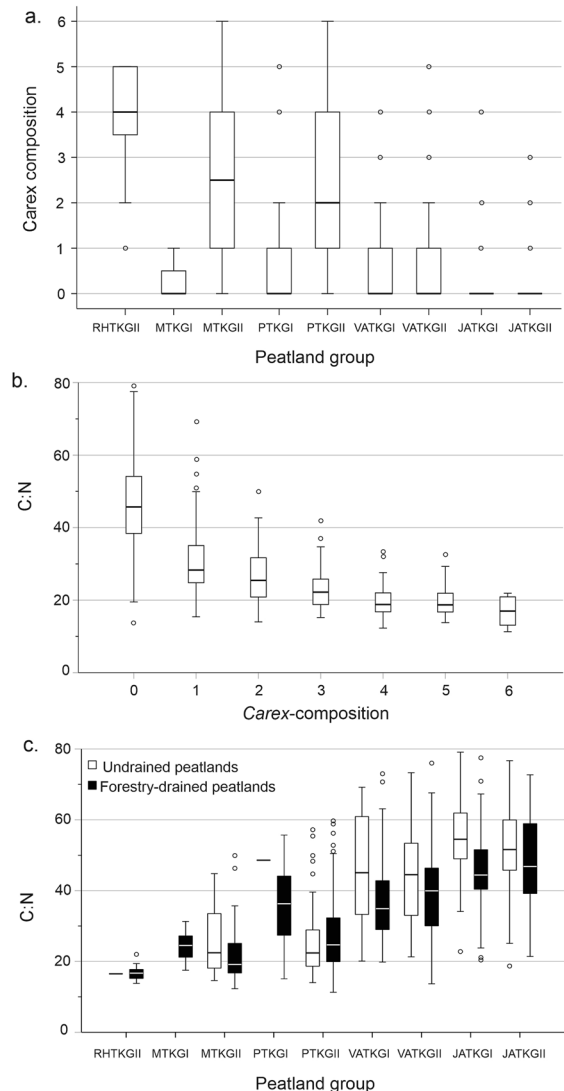 a.
6
5
4
3
2
1
0
Carex composition
RHTKGII MTKGI MTKGII PTKGI PTKGII VATKGI VATKGII JATKGI JATKGII
Peatland group
b.
80
60
40
20
0
C:N
0 1 2 3 4 5 6
Carex-composition
c.
80
60
40
20
0
C:N
Undrained peatlands
Forestry-drained peatlands
RHTKGII MTKGI MTKGII PTKGI PTKGII VATKGI VATKGII JATKGI JATKGII
Peatland group